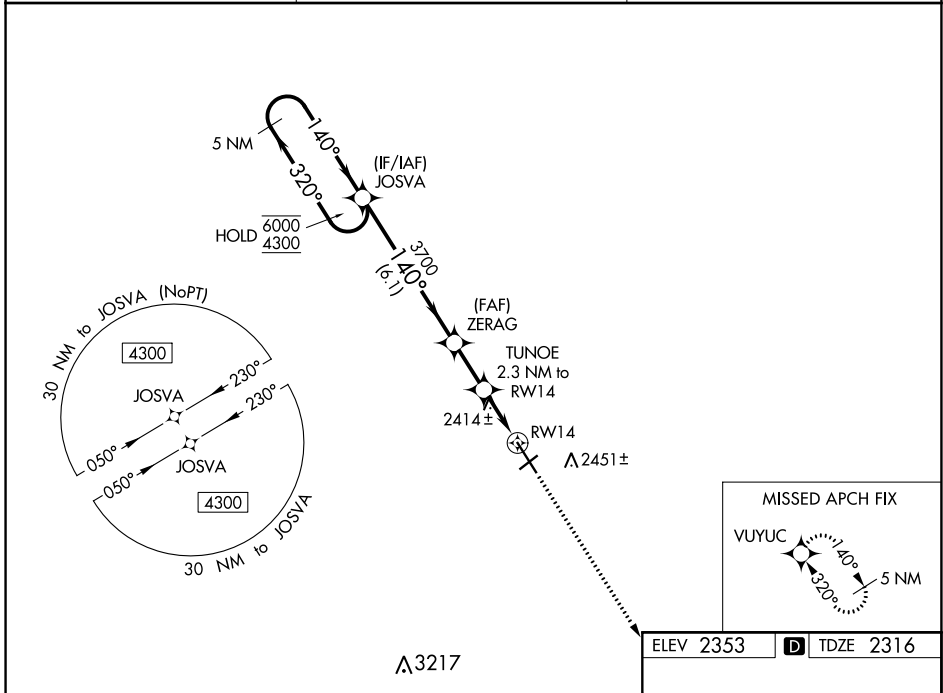 5 NM
140°
320°
(IF/IAF)
JOSVA
HOLD 6000
4300
3700
140°
(6.1)
(FAF)
ZERAG
TUNOE
2.3 NM to
RW14
2414±
RW14
2451±
30 NM to JOSVA (NoPT)
4300
JOSVA
230°
050°
230°
050°
JOSVA
4300
30 NM to JOSVA
MISSED APCH FIX
VUYUC
140°
320°
5 NM
3217
ELEV 2353 D TDZE 2316